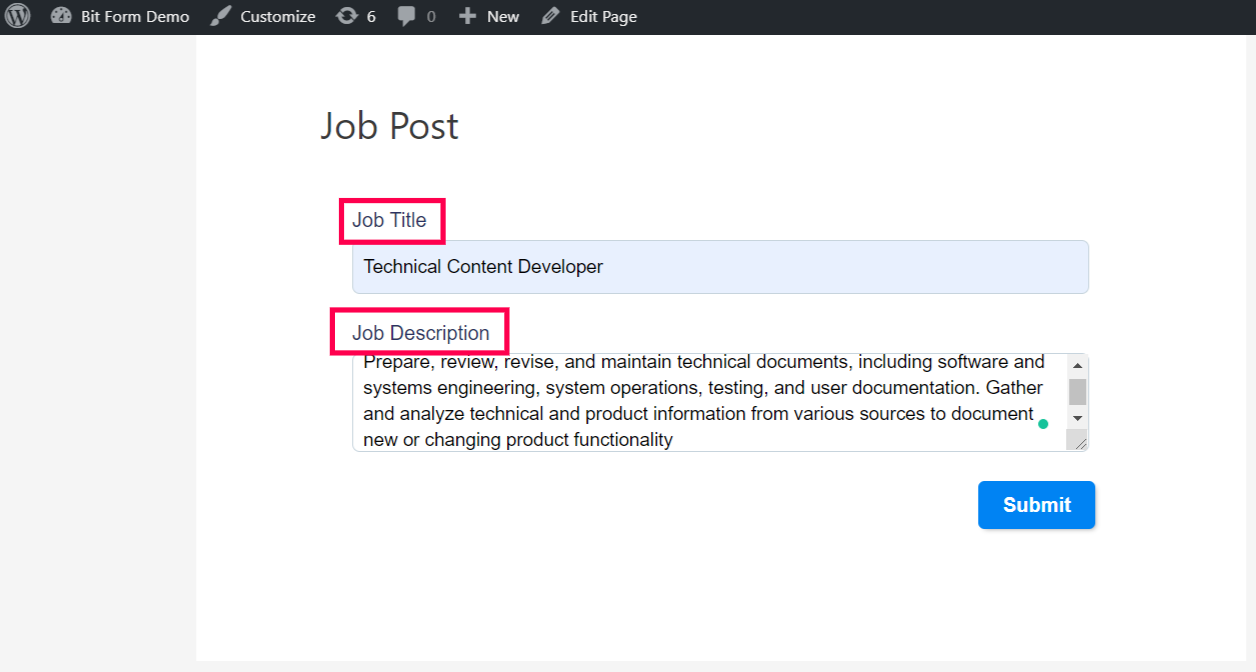 Bit Form Demo Customize 6 0 New Edit Page
Job Post
Job Title
Technical Content Developer
Job Description
Prepare, review, revise, and maintain technical documents, including software and
systems engineering, system operations, testing, and user documentation. Gather
and analyze technical and product information from various sources to document
new or changing product functionality
Submit